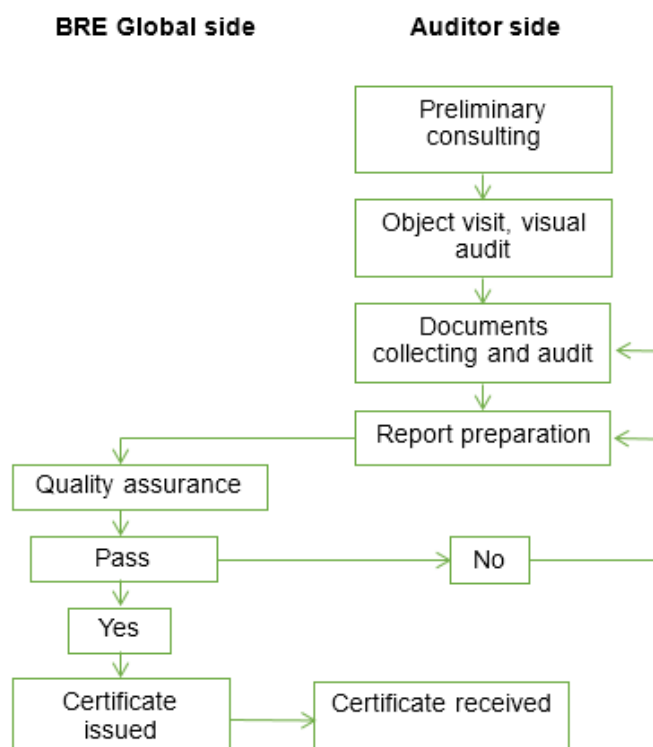 BRE Global side
Auditor side
Preliminary
consulting
Object visit, visual
audit
Documents
collecting and audit
Report preparation
Quality assurance
Pass
No
Yes
Certificate
issued
Certificate received